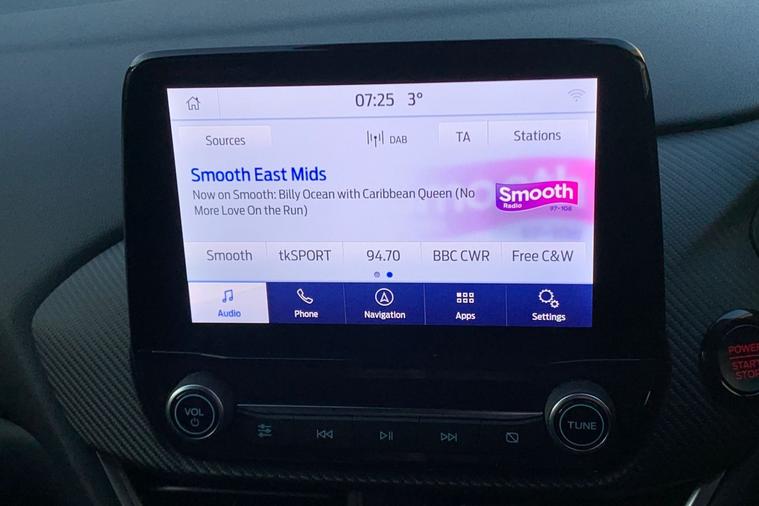 07:25 3°
Sources DAB TA Stations
Smooth East Mids
Now on Smooth: Billy Ocean with Caribbean Queen (No
More Love On the Run)
Smooth
Radio
97-108
Smooth tkSPORT 94.70 BBC CWR Free C&W
Audio Phone Navigation Apps Settings
VOL
TUNE
POWER
START
STOP